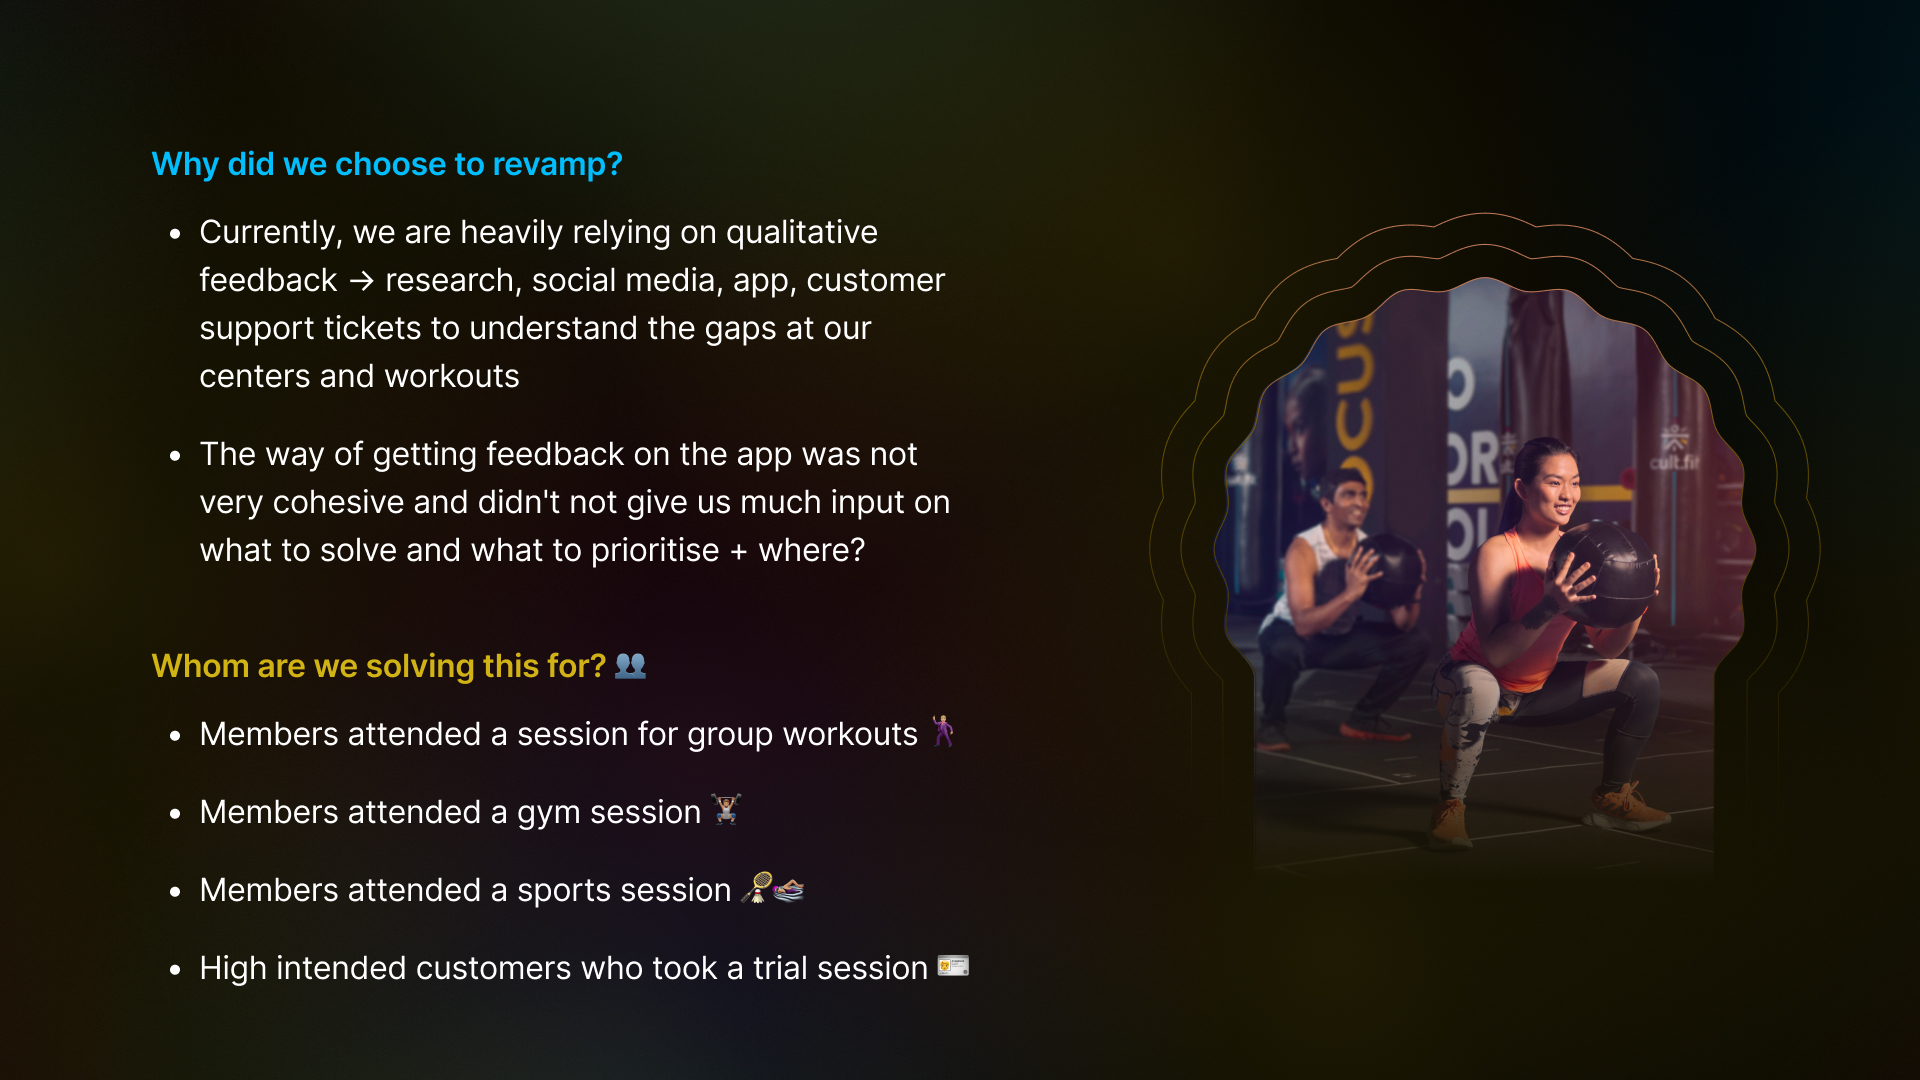 Why did we choose to revamp?
• Currently, we are heavily relying on qualitative
feedback → research, social media, app, customer
support tickets to understand the gaps at our
centers and workouts
• The way of getting feedback on the app was not
very cohesive and didn't not give us much input on
what to solve and what to prioritise + where?
Whom are we solving this for? 👥
• Members attended a session for group workouts 🕺
• Members attended a gym session 🏋
• Members attended a sports session 🏸🏊
• High intended customers who took a trial session 🪪
OCUS
cult.fit